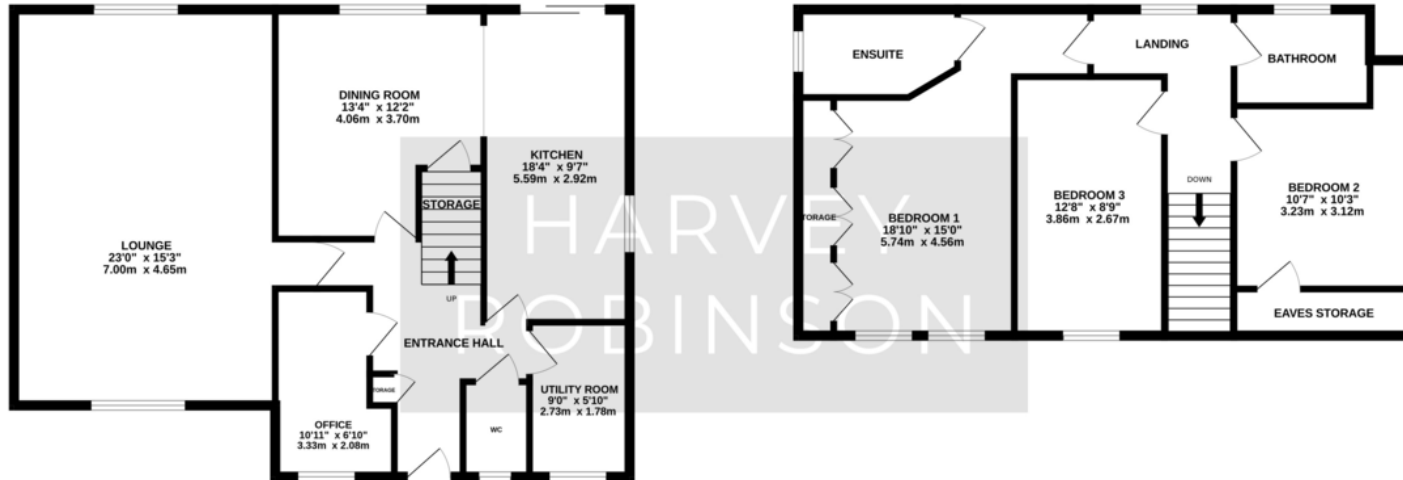 LOUNGE
23'0" x 15'3"
7.00m x 4.65m
DINING ROOM
13'4" x 12'2"
4.06m x 3.70m
KITCHEN
18'4" x 9'7"
5.59m x 2.92m
STORAGE
UP
ENTRANCE HALL
OFFICE
10'11" x 6'10"
3.33m x 2.08m
WC
UTILITY ROOM
9'0" x 5'10"
2.73m x 1.78m
ENSUITE
LANDING
BATHROOM
BEDROOM 1
18'10" x 15'0"
5.74m x 4.56m
BEDROOM 3
12'8" x 8'9"
3.86m x 2.67m
DOWN
BEDROOM 2
10'7" x 10'3"
3.23m x 3.12m
EAVES STORAGE
TORAGE
TORAGE
HARVEY
ROBINSON